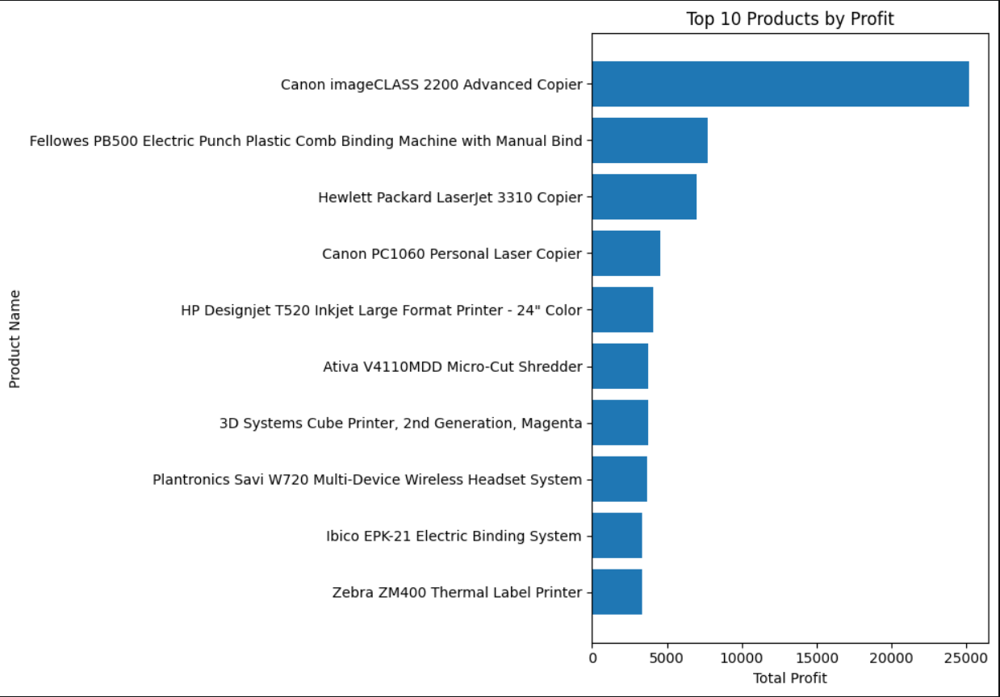 Top 10 Products by Profit
Canon imageCLASS 2200 Advanced Copier
Fellowes PB500 Electric Punch Plastic Comb Binding Machine with Manual Bind
Hewlett Packard LaserJet 3310 Copier
Canon PC1060 Personal Laser Copier
HP Designjet T520 Inkjet Large Format Printer - 24" Color
Ativa V4110MDD Micro-Cut Shredder
3D Systems Cube Printer, 2nd Generation, Magenta
Plantronics Savi W720 Multi-Device Wireless Headset System
Ibico EPK-21 Electric Binding System
Zebra ZM400 Thermal Label Printer
Product Name
0 5000 10000 15000 20000 25000
Total Profit